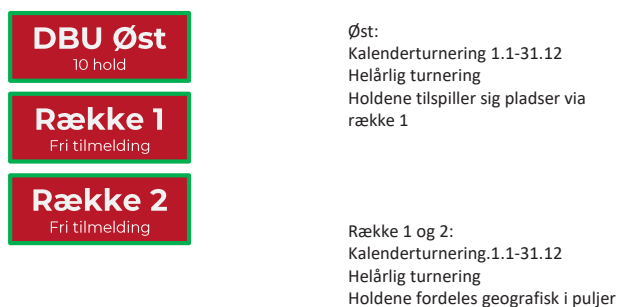 DBU Øst
10 hold
Række 1
Fri tilmelding
Række 2
Fri tilmelding
Øst:
Kalenderturnering 1.1-31.12
Helårlig turnering
Holdene tilspiller sig pladser via
række 1
Række 1 og 2:
Kalenderturnering.1.1-31.12
Helårlig turnering
Holdene fordeles geografisk i puljer